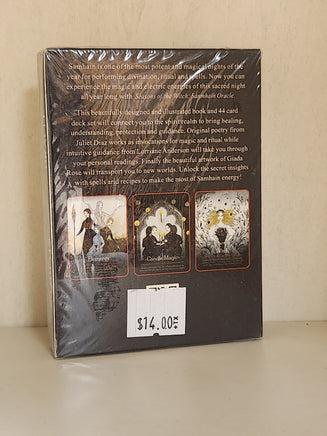 Samhain is one of the most potent and magical nights of the
year for performing divination, ritual and spells. Now you can
experience the magic and electric energies of this sacred night
all year long with Seasons of the Witch: Samhain Oracle.
This beautifully designed and illustrated book and 44 card
deck set will connect you to the spirit realm to bring healing,
understanding, protection and guidance. Original poetry from
Juliet Diaz works as invocations for magic and ritual while
intuitive guidance from Lorriane Anderson will take you through
your personal readings. Finally the beautiful artwork of Giada
Rose will transport you to new worlds. Unlock the secret insights
with spells and recipes to make the most of Samhain energy!
Elements
Candle Magic
$14.00